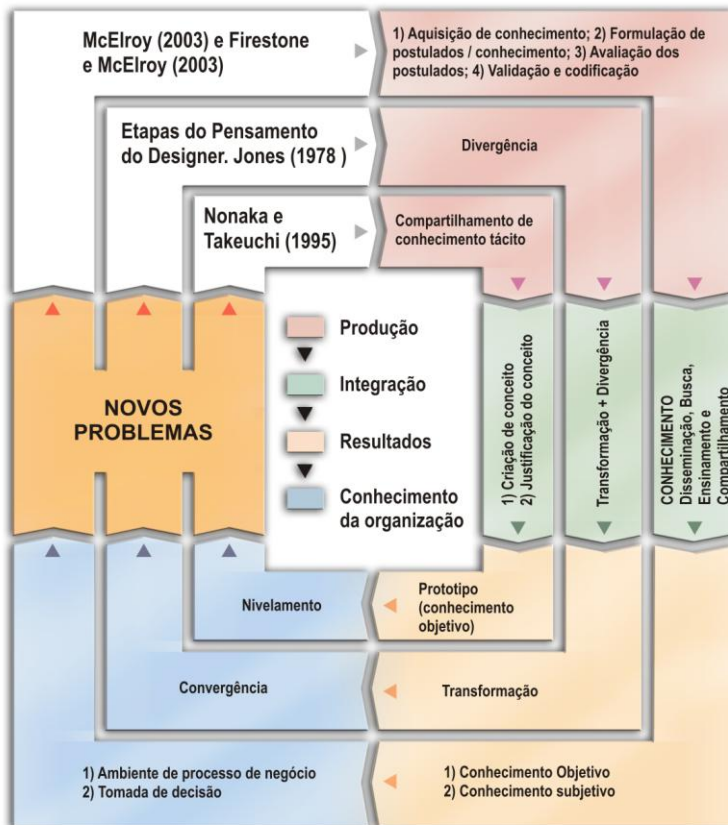 McElroy (2003) e Firestone
e McElroy (2003)
1) Aquisição de conhecimento; 2) Formulação de
postulados / conhecimento; 3) Avaliação dos
postulados; 4) Validação e codificação
Etapas do Pensamento
do Designer. Jones (1978 )
Divergência
Nonaka e
Takeuchi (1995)
Compartilhamento de
conhecimento tácito
NOVOS
PROBLEMAS
Produção
Integração
Resultados
Conhecimento
da organização
1) Criação de conceito
2) Justificação do conceito
Transformação + Divergência
CONHECIMENTO
Disseminação, Busca,
Ensinamento e
Compartilhamento
Nivelamento
Prototipo
(conhecimento
objetivo)
Convergência
Transformação
1) Ambiente de processo de negócio
2) Tomada de decisão
1) Conhecimento Objetivo
2) Conhecimento subjetivo